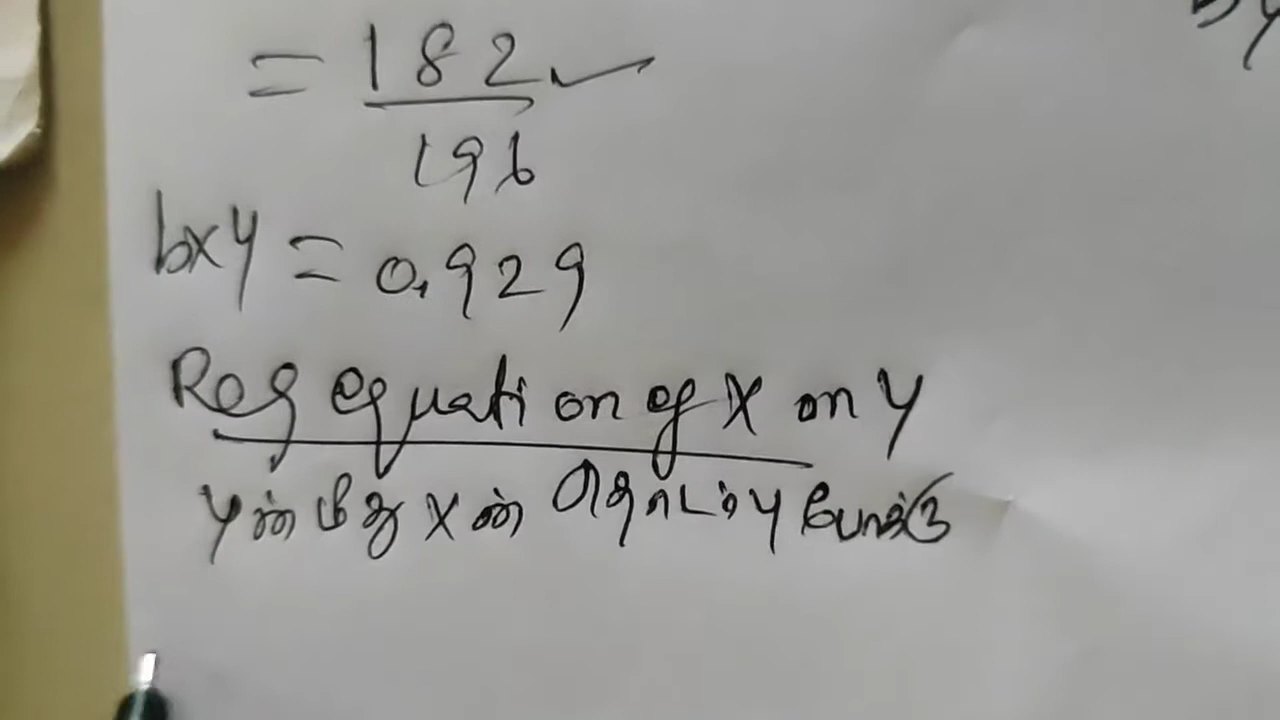 = 182
196
bxy = 0.929
Reg equation of X on Y
Y ன் மீது X ன் தொடர்பு போக்கு